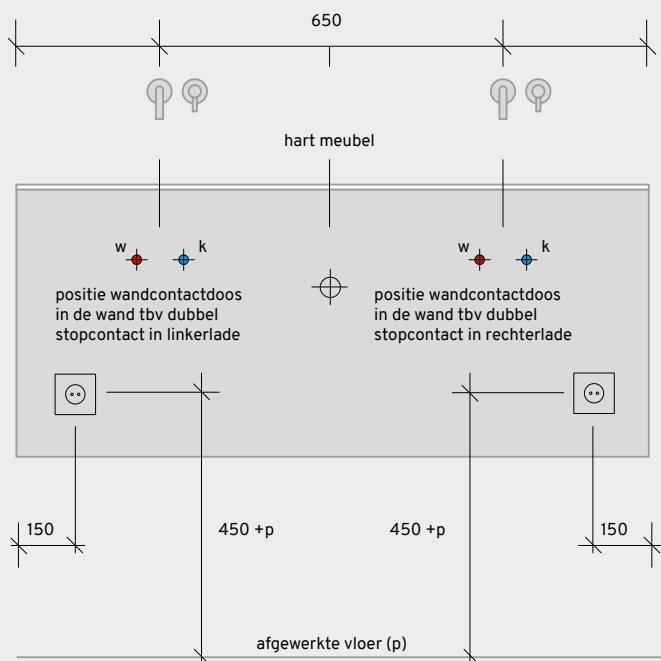 650
hart meubel
w
k
w
k
positie wandcontactdoos
in de wand tbv dubbel
stopcontact in linkerlade
positie wandcontactdoos
in de wand tbv dubbel
stopcontact in rechterlade
150
450 +p
450 +p
150
afgewerkte vloer (p)